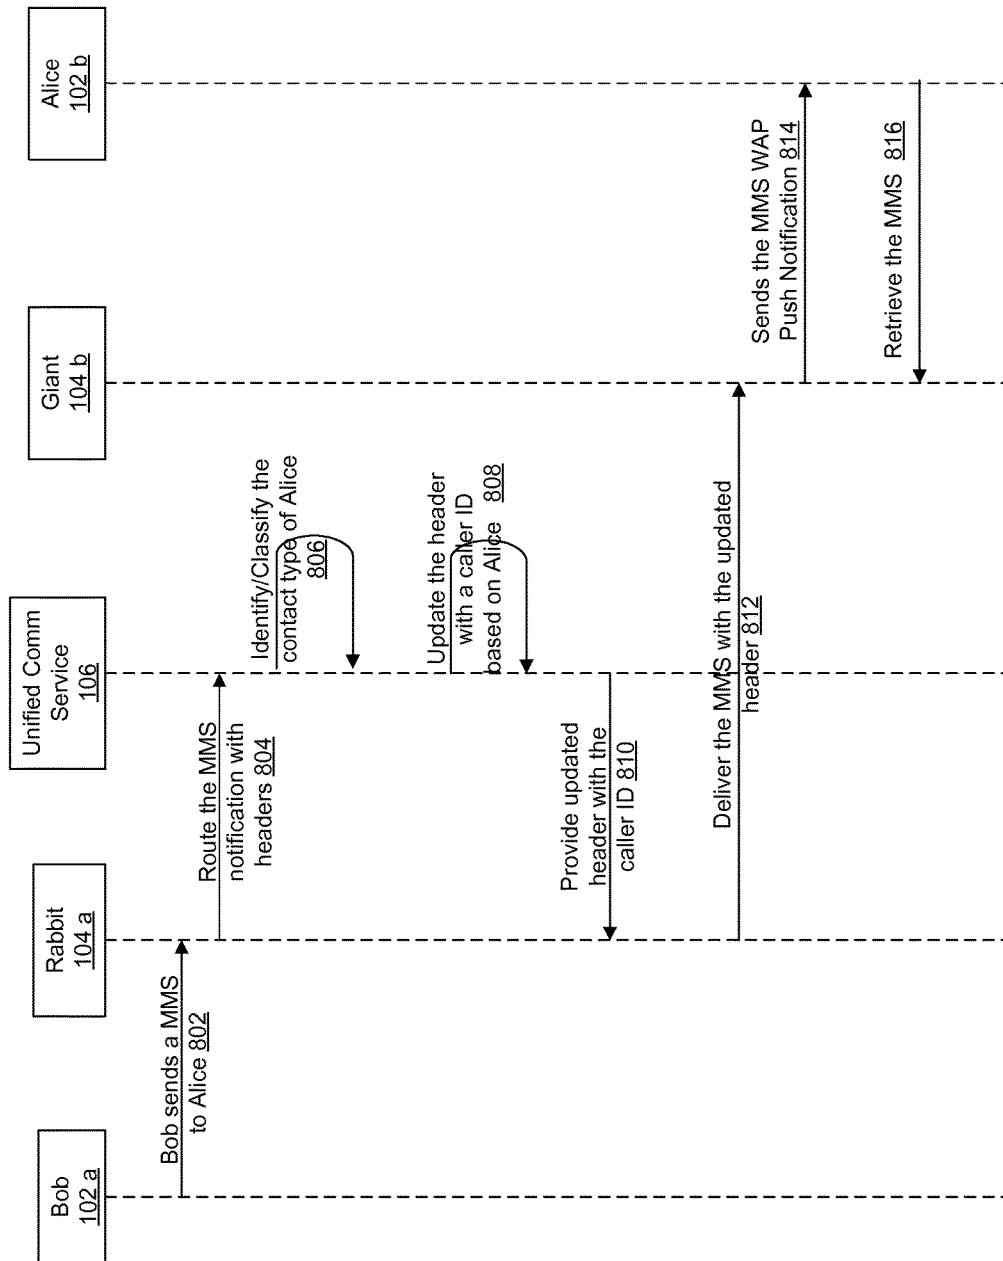 Bob
102 a
Rabbit
104 a
Unified Comm
Service
106
Giant
104 b
Alice
102 b
Bob sends a MMS
to Alice 802
Route the MMS
notification with
headers 804
Identify/Classify the
contact type of Alice
806
Update the header
with a caller ID
based on Alice 808
Provide updated
header with the
caller ID 810
Deliver the MMS with the updated
header 812
Sends the MMS WAP
Push Notification 814
Retrieve the MMS 816